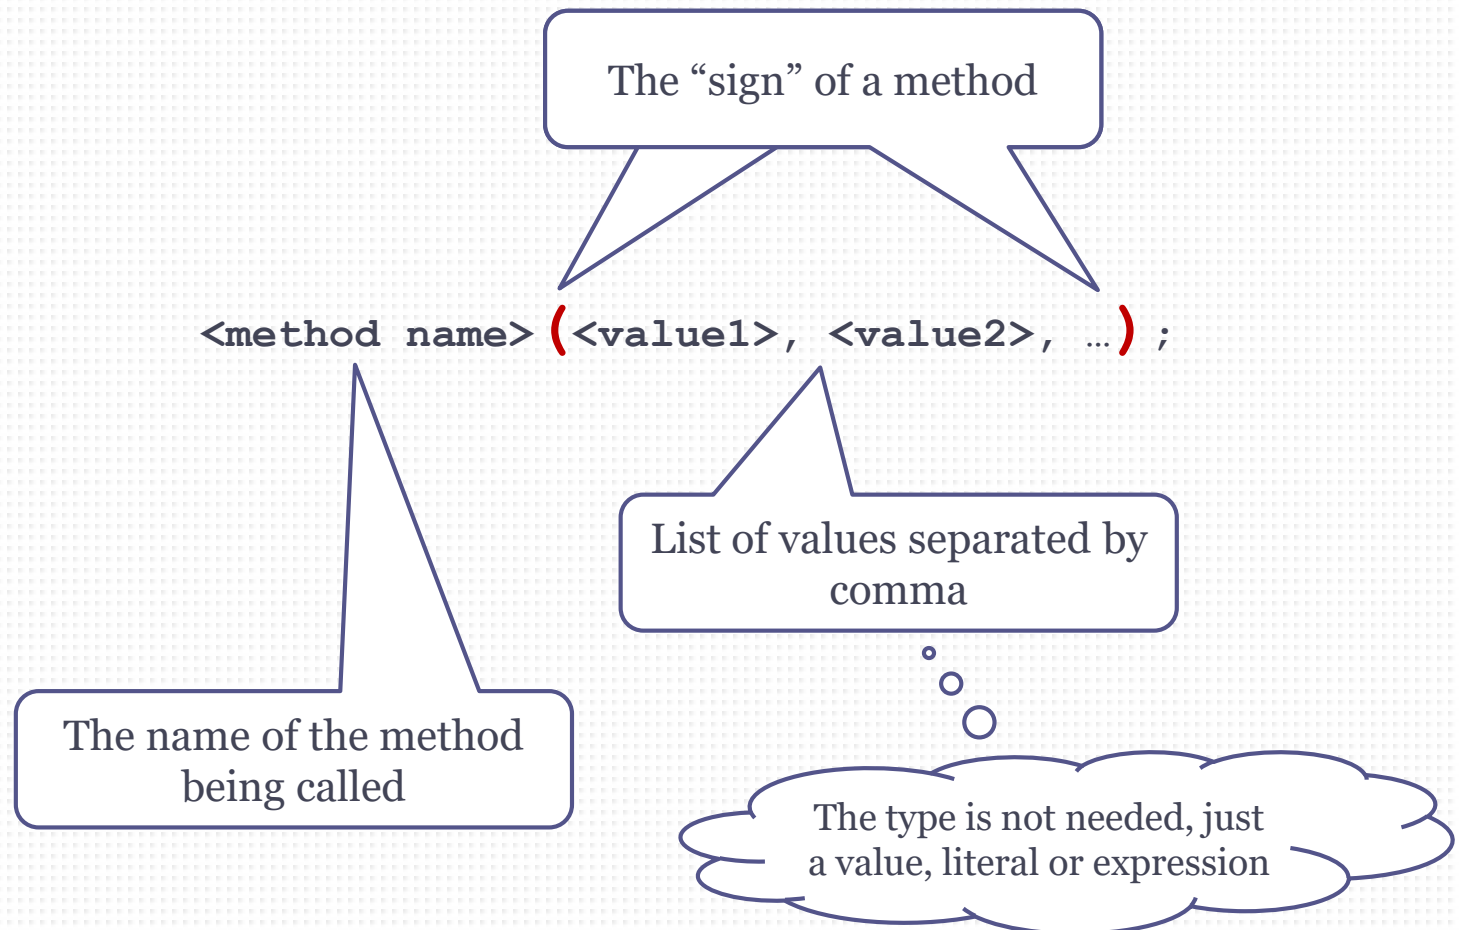 The “sign” of a method
<method name>(<value1>, <value2>, …);
List of values separated by
comma
The name of the method
being called
The type is not needed, just
a value, literal or expression